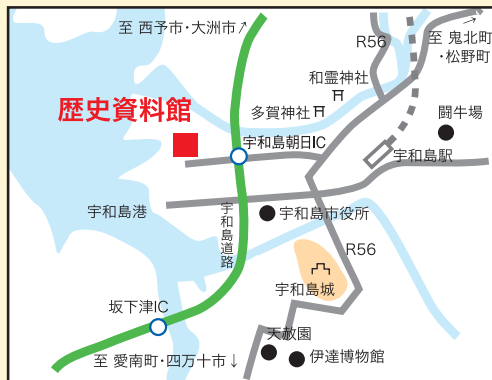 至 西予市・大洲市↗
R56
至 鬼北町
・松野町
和霊神社
歴史資料館
多賀神社
闘牛場
宇和島朝日IC
宇和島駅
宇和島港
宇和島市役所
宇和島道路
R56
宇和島城
坂下津IC
天赦園
至 愛南町・四万十市↓
伊達博物館